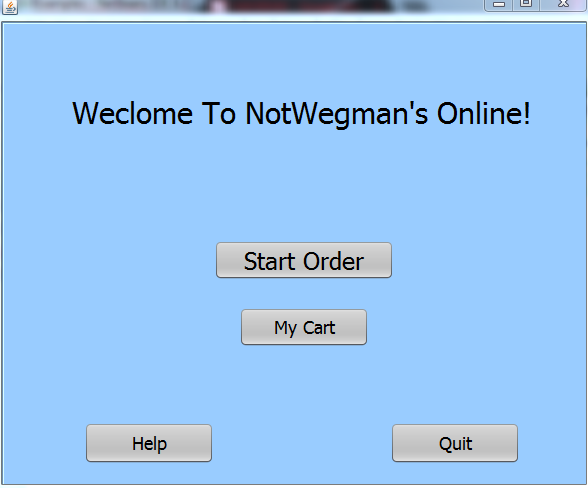 Weclome To NotWegman's Online!
Start Order
My Cart
Help
Quit